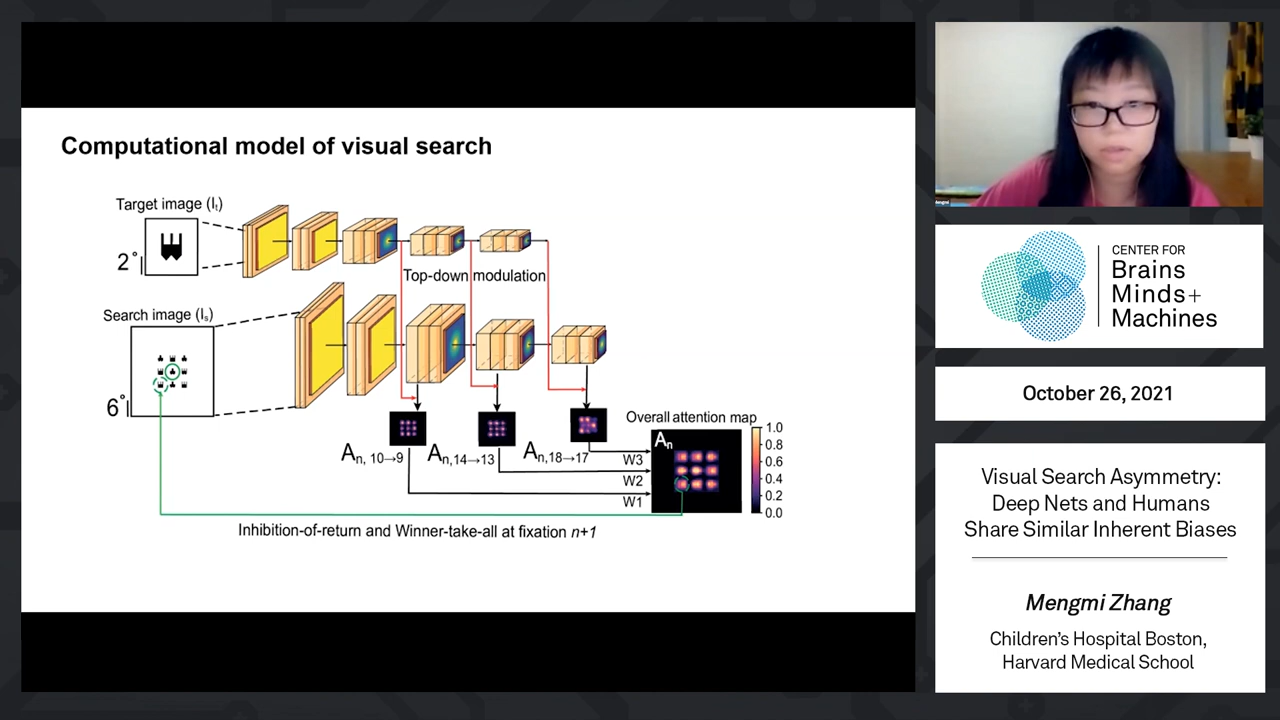 Computational model of visual search
Target image (Iₜ)
2°
Top-down modulation
Search image (Iₛ)
6°
Aₙ, 10→9
Aₙ,14→13
Aₙ,18→17
W3
W2
W1
Overall attention map
Aₙ
1.0
0.8
0.6
0.4
0.2
0.0
Inhibition-of-return and Winner-take-all at fixation n+1
Mengmi
CENTER FOR
Brains
Minds+
Machines
October 26, 2021
Visual Search Asymmetry:
Deep Nets and Humans
Share Similar Inherent Biases
Mengmi Zhang
Children's Hospital Boston,
Harvard Medical School